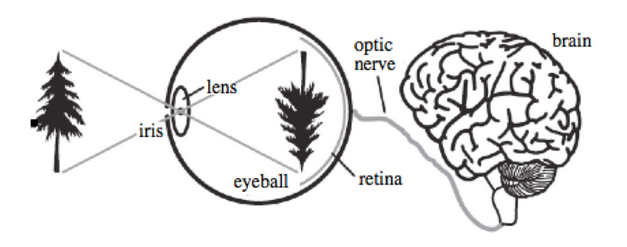 optic
nerve
brain
lens
iris
eyeball
retina